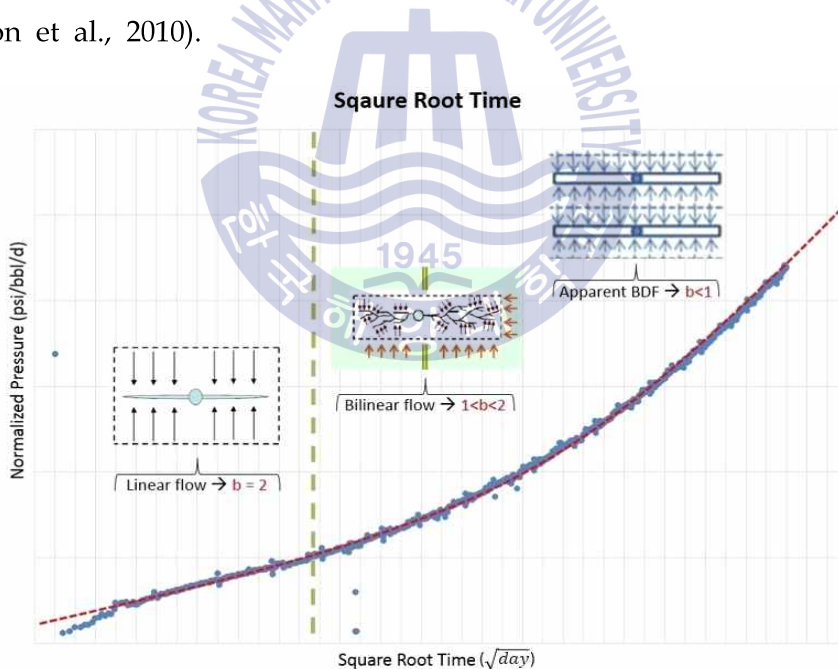 on et al., 2010).
Sqaure Root Time
Normalized Pressure (psi/bbl/d)
Linear flow → b = 2
Bilinear flow → 1<b<2
Apparent BDF → b<1
Square Root Time (√day)
1945